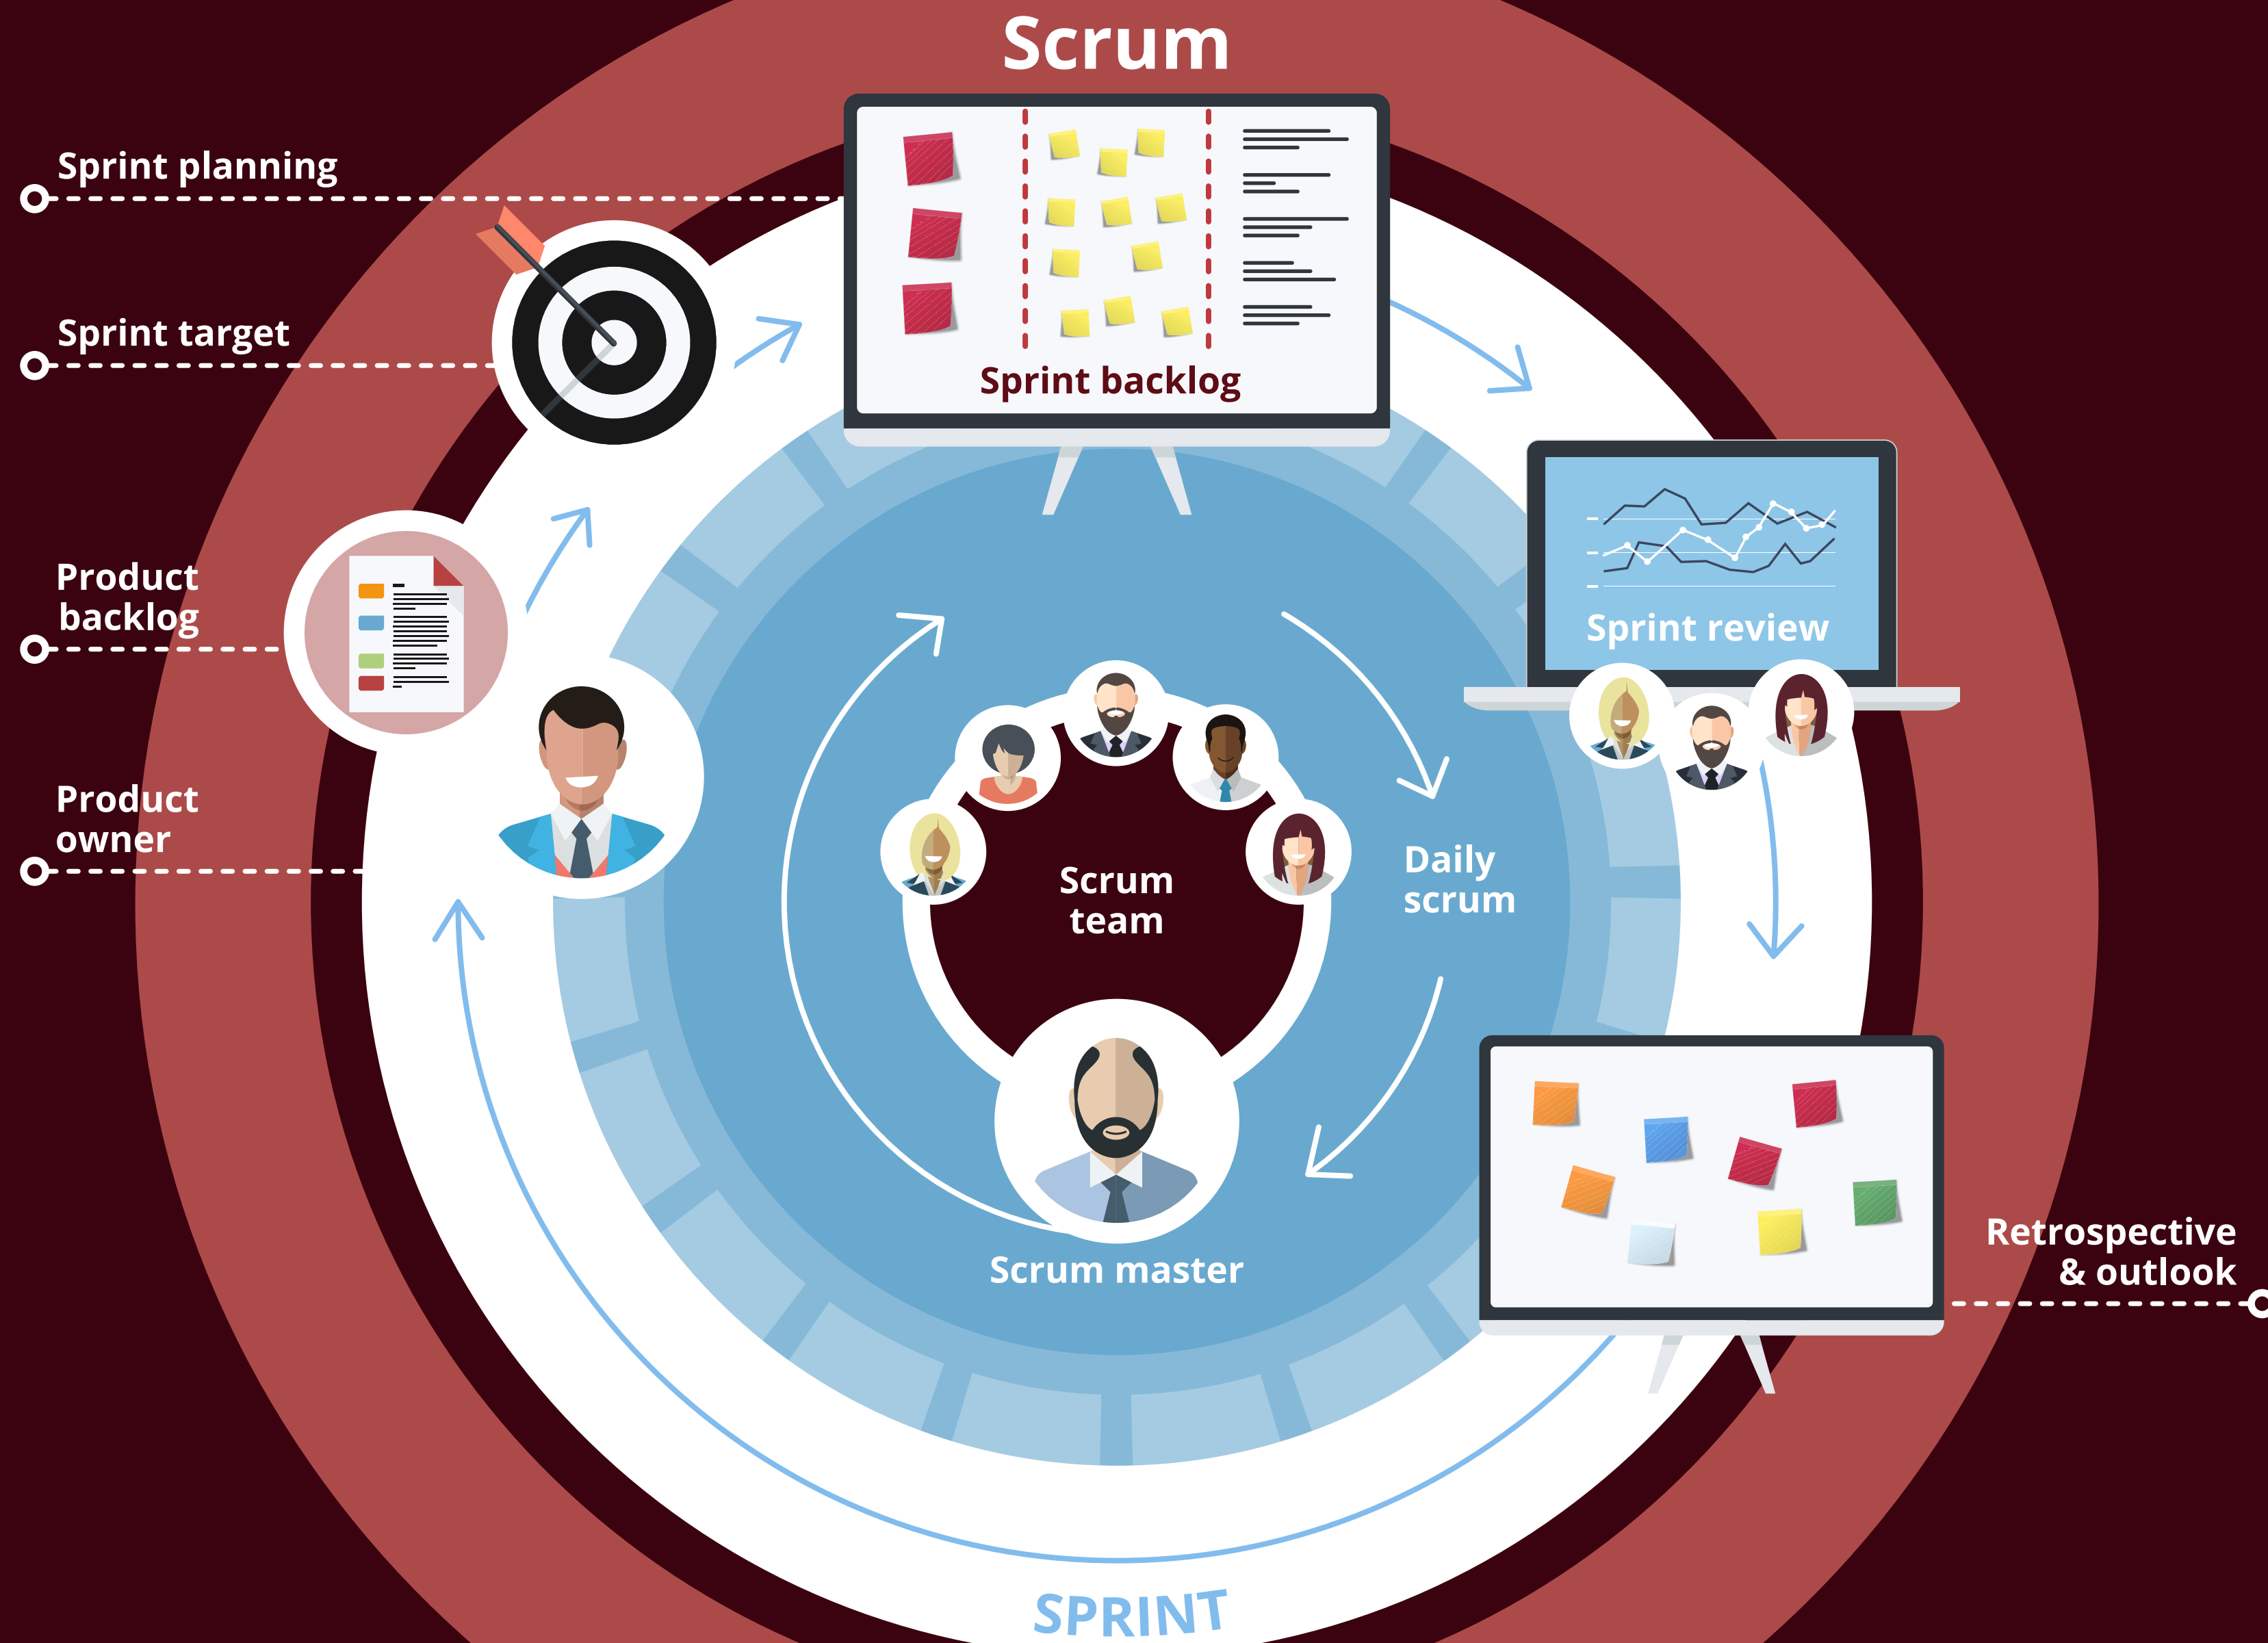 Scrum
Sprint planning
Sprint target
Sprint backlog
Product
backlog
Sprint review
Product
owner
Daily
scrum
Scrum
team
Retrospective
& outlook
Scrum master
SPRINT